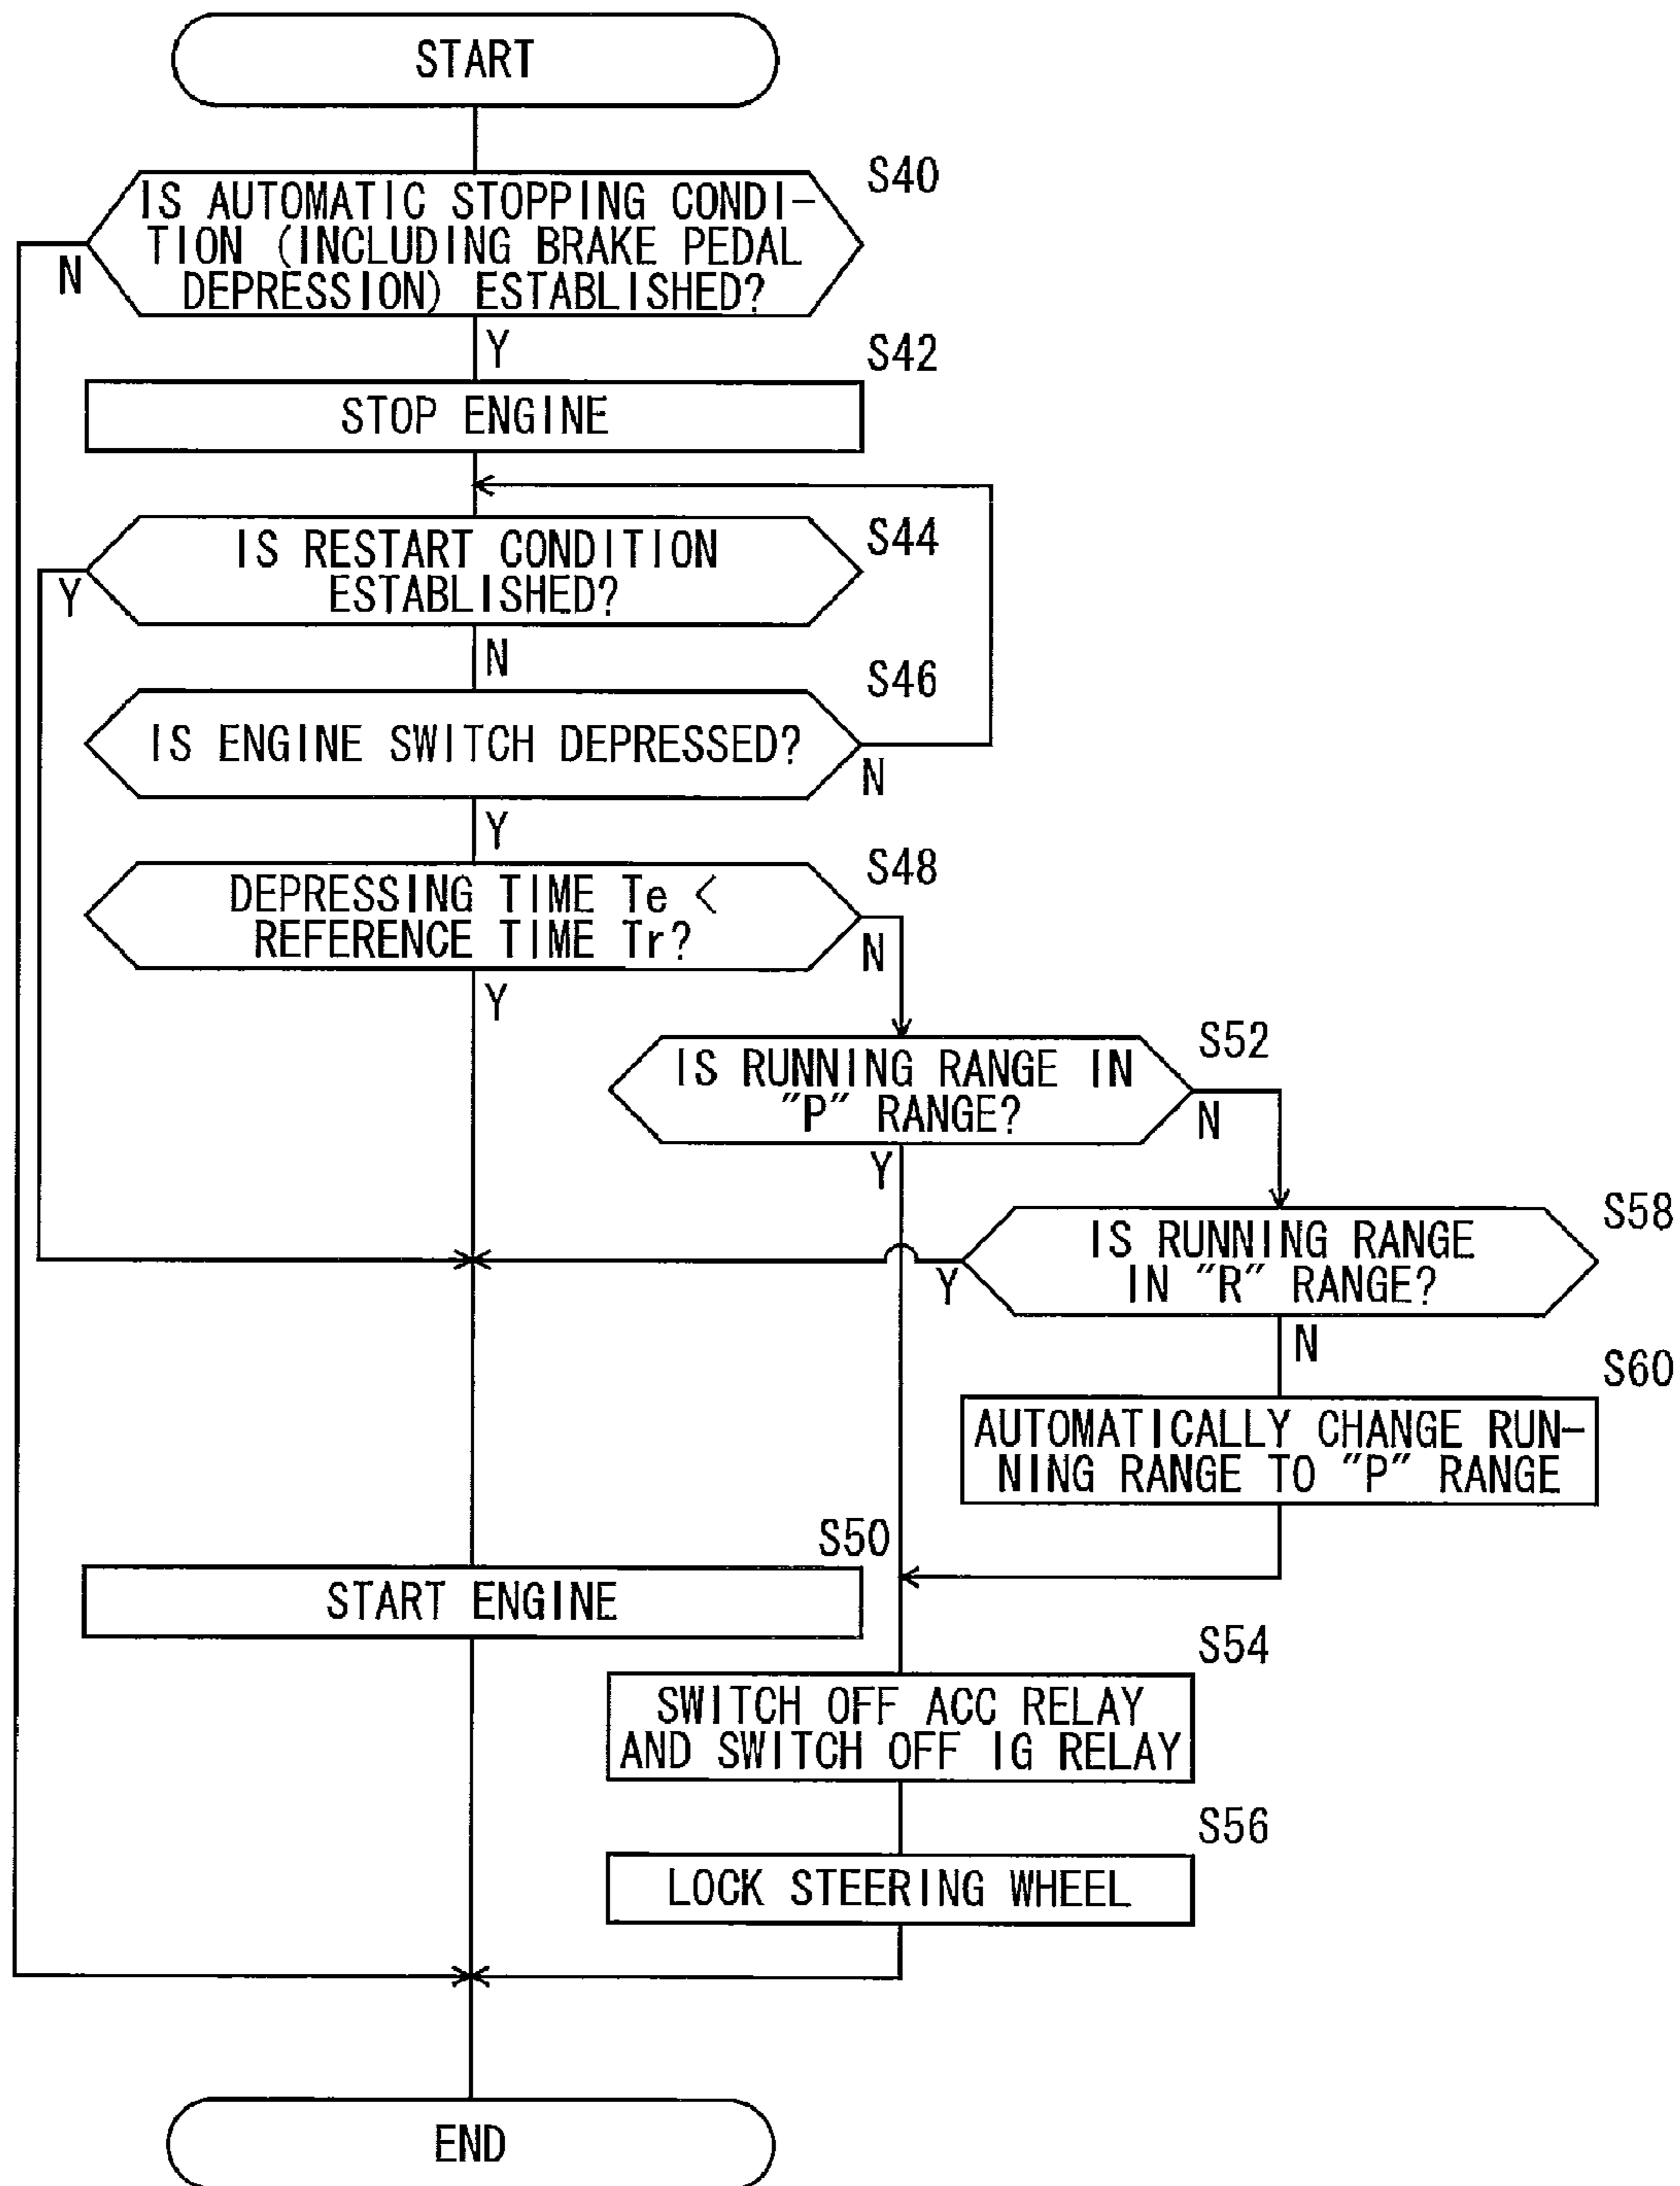 START
S40
IS AUTOMATIC STOPPING CONDI-
TION (INCLUDING BRAKE PEDAL
DEPRESSION) ESTABLISHED?
N
Y
S42
STOP ENGINE
S44
IS RESTART CONDITION
ESTABLISHED?
Y
N
S46
IS ENGINE SWITCH DEPRESSED?
N
Y
S48
DEPRESSING TIME Te <
REFERENCE TIME Tr?
N
Y
S52
IS RUNNING RANGE IN
"P" RANGE?
N
Y
S58
IS RUNNING RANGE
IN "R" RANGE?
Y
N
S60
AUTOMATICALLY CHANGE RUN-
NING RANGE TO "P" RANGE
S50
START ENGINE
S54
SWITCH OFF ACC RELAY
AND SWITCH OFF IG RELAY
S56
LOCK STEERING WHEEL
END